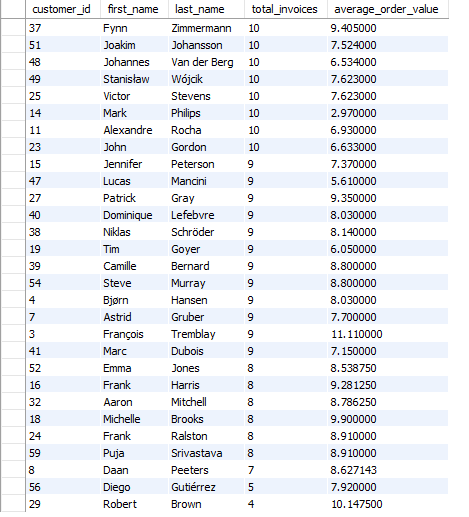 customer_id first_name last_name total_invoices average_order_value
37 Fynn Zimmermann 10 9.405000
51 Joakim Johansson 10 7.524000
48 Johannes Van der Berg 10 6.534000
49 Stanisław Wójcik 10 7.623000
25 Victor Stevens 10 7.623000
14 Mark Philips 10 2.970000
11 Alexandre Rocha 10 6.930000
23 John Gordon 10 6.633000
15 Jennifer Peterson 9 7.370000
47 Lucas Mancini 9 5.610000
27 Patrick Gray 9 9.350000
40 Dominique Lefebvre 9 8.030000
38 Niklas Schröder 9 8.140000
19 Tim Goyer 9 6.050000
39 Camille Bernard 9 8.800000
54 Steve Murray 9 8.800000
4 Bjørn Hansen 9 8.030000
7 Astrid Gruber 9 7.700000
3 François Tremblay 9 11.110000
41 Marc Dubois 9 7.150000
52 Emma Jones 8 8.538750
16 Frank Harris 8 9.281250
32 Aaron Mitchell 8 8.786250
18 Michelle Brooks 8 9.900000
24 Frank Ralston 8 8.910000
59 Puja Srivastava 8 8.910000
8 Daan Peeters 7 8.627143
56 Diego Gutiérrez 5 7.920000
29 Robert Brown 4 10.147500